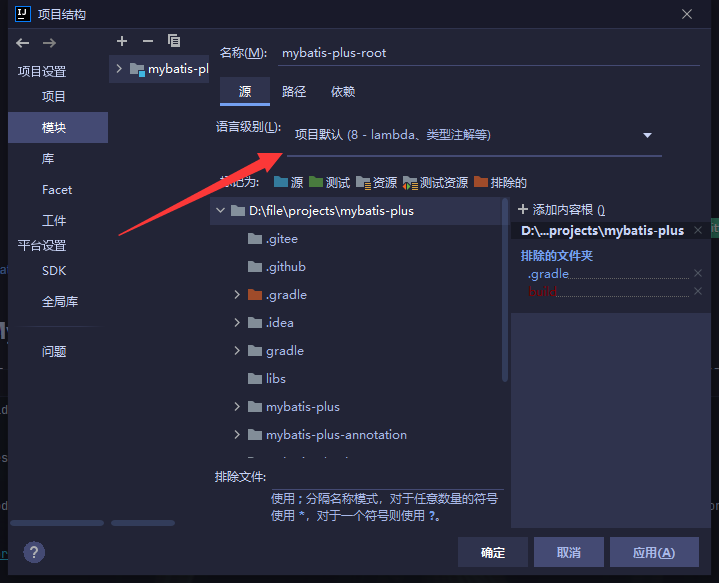 项目结构
项目设置
项目
模块
库
Facet
工件
平台设置
SDK
全局库
问题
mybatis-pl
名称(M):
mybatis-plus-root
源
路径
依赖
语言级别(L):
项目默认 (8 - lambda、类型注解等)
标记为:
源
测试
资源
测试资源
排除的
D:\file\projects\mybatis-plus
.gitee
.github
.gradle
.idea
gradle
libs
mybatis-plus
mybatis-plus-annotation
添加内容根 ()
D:\...projects\mybatis-plus
排除的文件夹
.gradle
build
排除文件:
使用 ; 分隔名称模式，对于任意数量的符号
使用 *，对于一个符号则使用 ?。
?
确定
取消
应用(A)